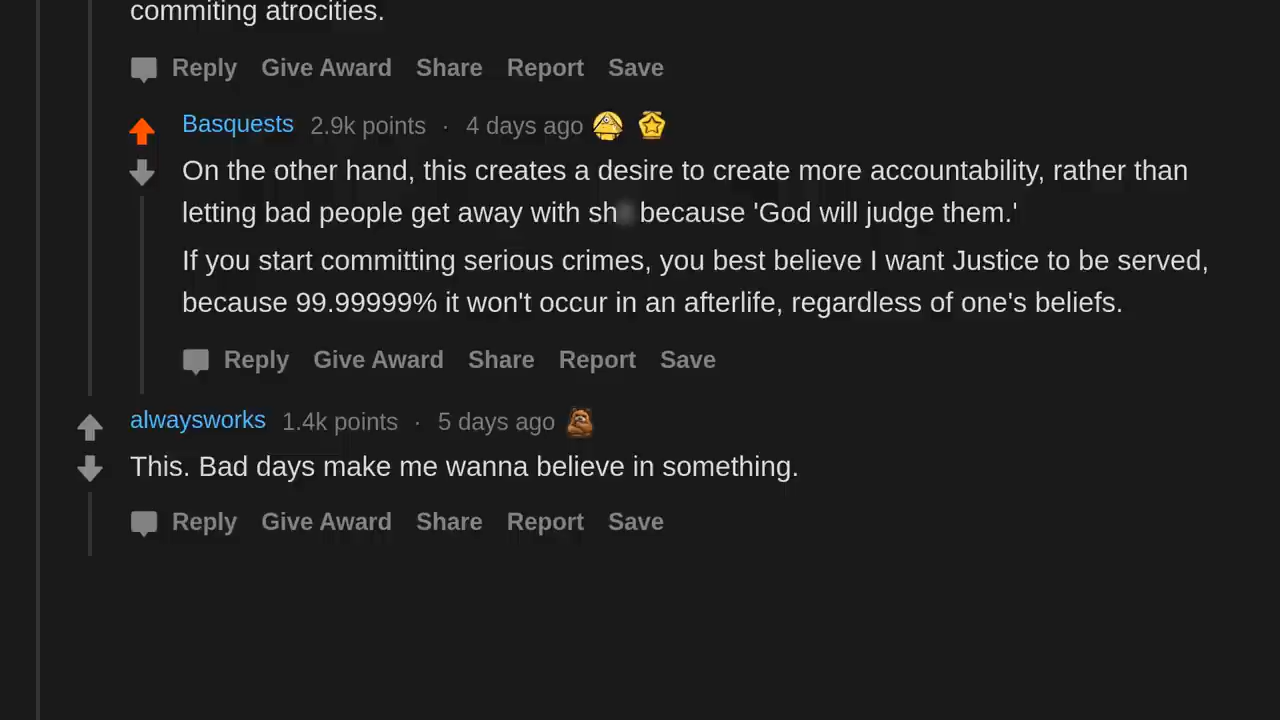 commiting atrocities.
Reply Give Award Share Report Save
Basquests 2.9k points · 4 days ago
On the other hand, this creates a desire to create more accountability, rather than
letting bad people get away with sh because 'God will judge them.'
If you start committing serious crimes, you best believe I want Justice to be served,
because 99.99999% it won't occur in an afterlife, regardless of one's beliefs.
Reply Give Award Share Report Save
alwaysworks 1.4k points · 5 days ago
This. Bad days make me wanna believe in something.
Reply Give Award Share Report Save